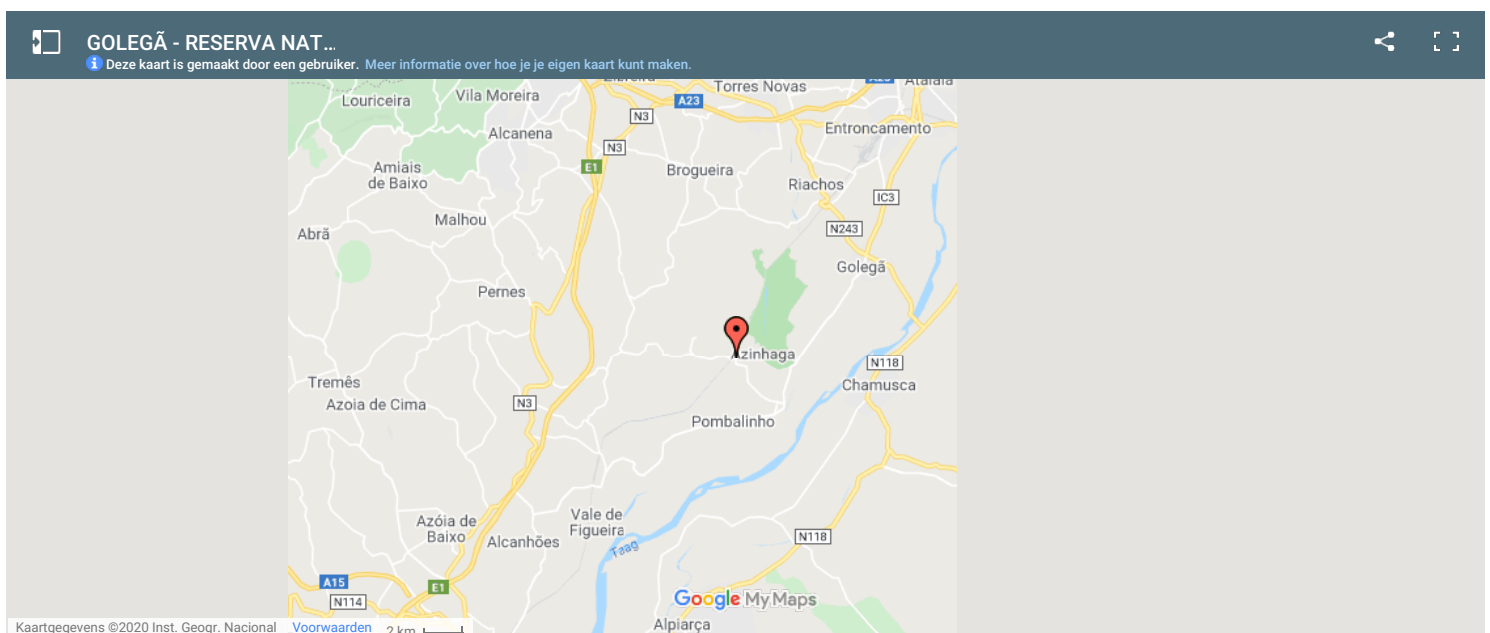 GOLEGÃ - RESERVA NAT...
Deze kaart is gemaakt door een gebruiker. Meer informatie over hoe je je eigen kaart kunt maken.
Torres Novas
Atalaia
Louriceira
Vila Moreira
A23
N3
Alcanena
Entroncamento
N3
E1
Amiais
de Baixo
Brogueira
Riachos
IC3
Malhou
N243
Abrã
Golegã
Pernes
Azinhaga
N118
Tremês
Chamusca
Azoia de Cima
N3
Pombalinho
Azóia de
Baixo
Vale de
Figueira
Alcanhões
N118
Taag
A15
E1
N114
Google My Maps
Alpiarça
Kaartgegevens ©2020 Inst. Geogr. Nacional
Voorwaarden
2 km